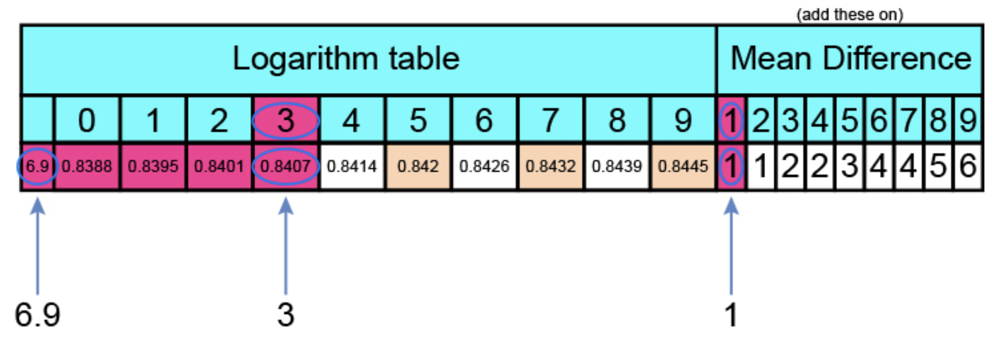 (add these on)
Logarithm table Mean Difference
0 1 2 3 4 5 6 7 8 9 1 2 3 4 5 6 7 8 9
6.9 0.8388 0.8395 0.8401 0.8407 0.8414 0.842 0.8426 0.8432 0.8439 0.8445 1 1 2 2 3 4 4 5 6
6.9 3 1